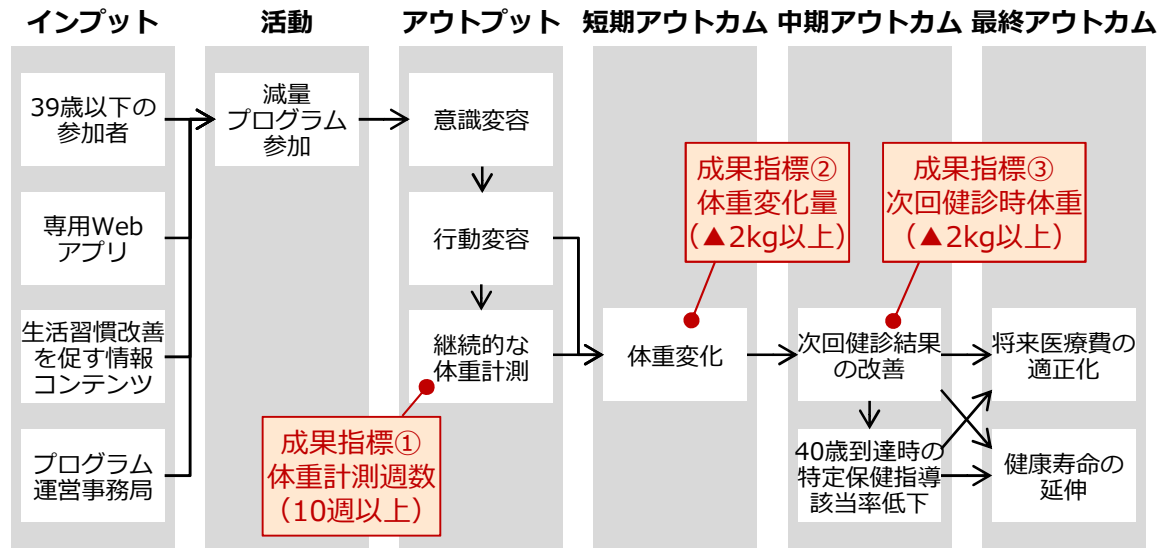 インプット
活動
アウトプット
短期アウトカム
中期アウトカム
最終アウトカム
39歳以下の
参加者
専用Web
アプリ
生活習慣改善
を促す情報
コンテンツ
プログラム
運営事務局
減量
プログラム
参加
意識変容
行動変容
継続的な
体重計測
成果指標①
体重計測週数
（10週以上）
成果指標②
体重変化量
（▲2kg以上）
体重変化
成果指標③
次回健診時体重
（▲2kg以上）
次回健診結果
の改善
40歳到達時の
特定保健指導
該当率低下
将来医療費の
適正化
健康寿命の
延伸